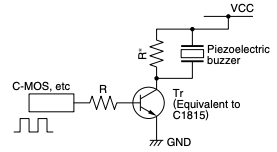 VCC
R*
Piezoelectric
buzzer
C-MOS, etc
R
Tr
(Equivalent to
C1815)
GND